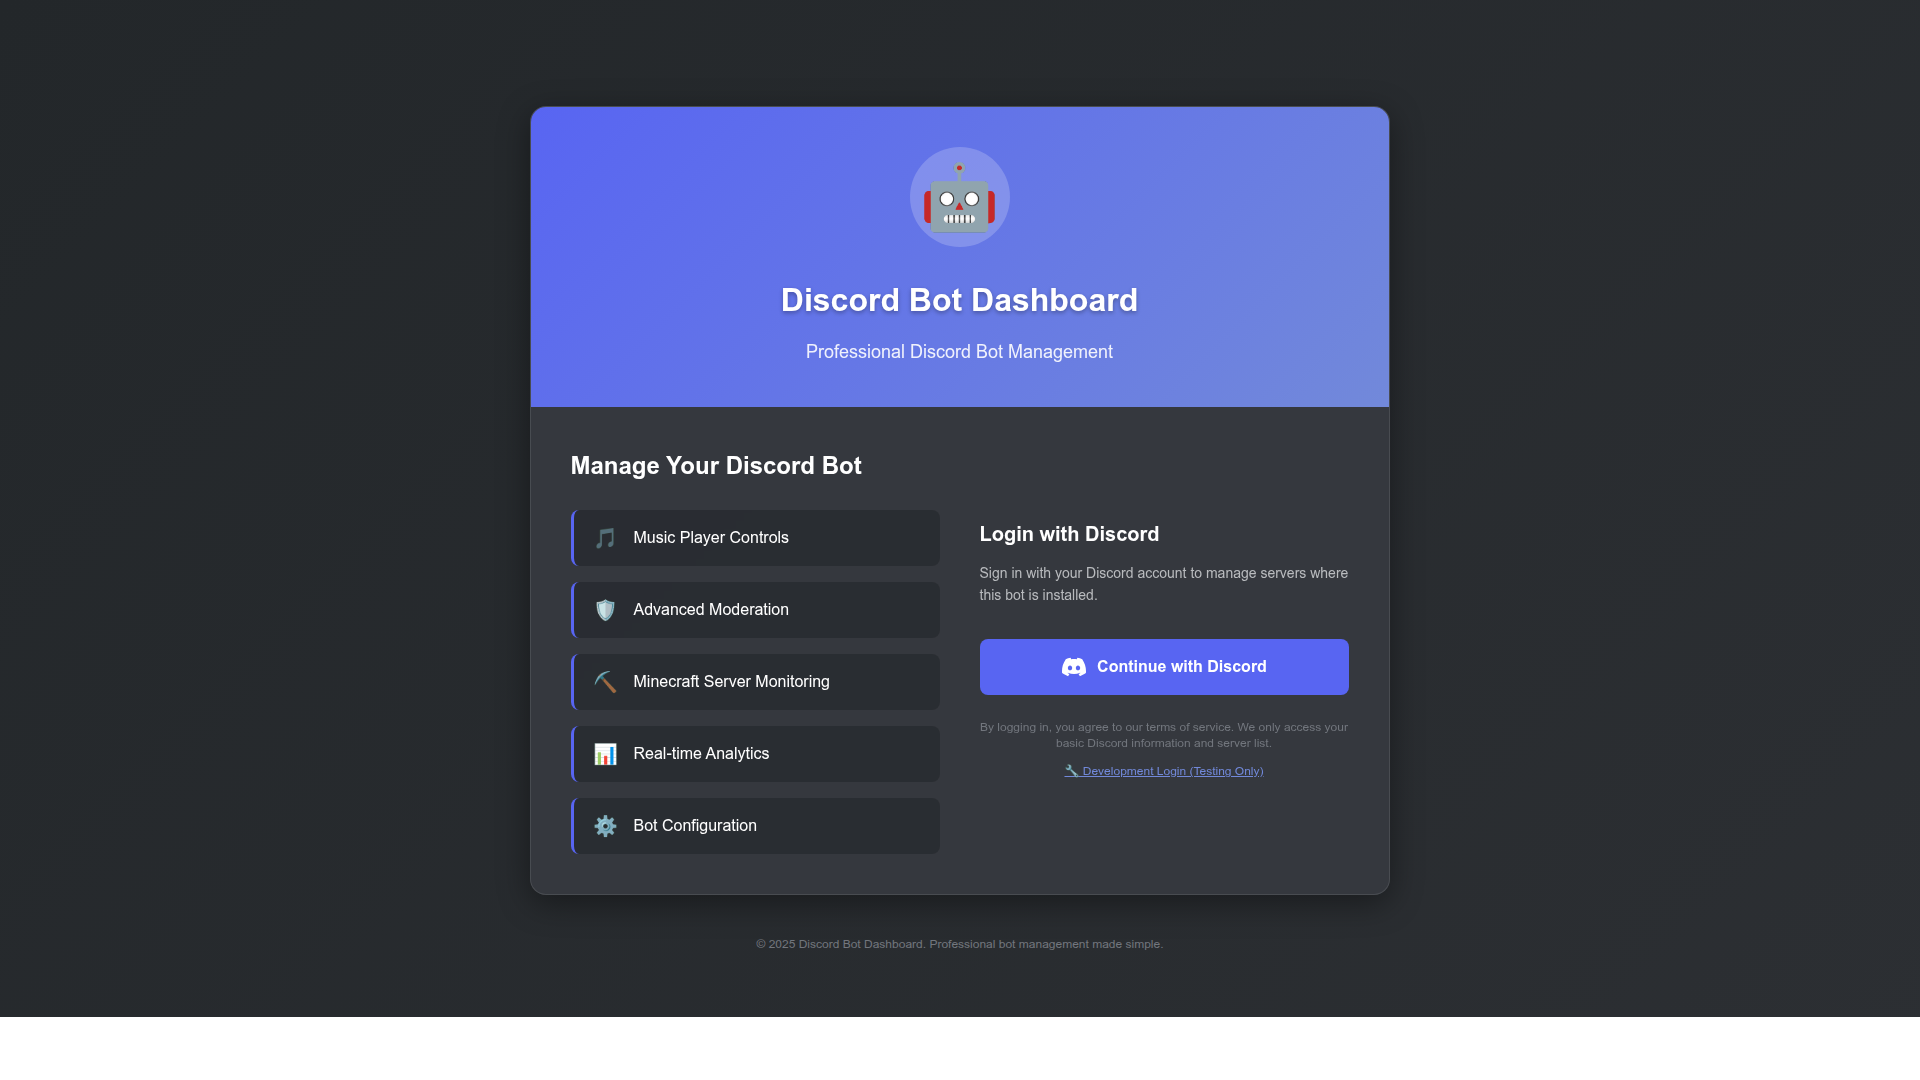 Discord Bot Dashboard
Professional Discord Bot Management
Manage Your Discord Bot
Music Player Controls
Advanced Moderation
Minecraft Server Monitoring
Real-time Analytics
Bot Configuration
Login with Discord
Sign in with your Discord account to manage servers where
this bot is installed.
Continue with Discord
By logging in, you agree to our terms of service. We only access your
basic Discord information and server list.
🔧 Development Login (Testing Only)
© 2025 Discord Bot Dashboard. Professional bot management made simple.